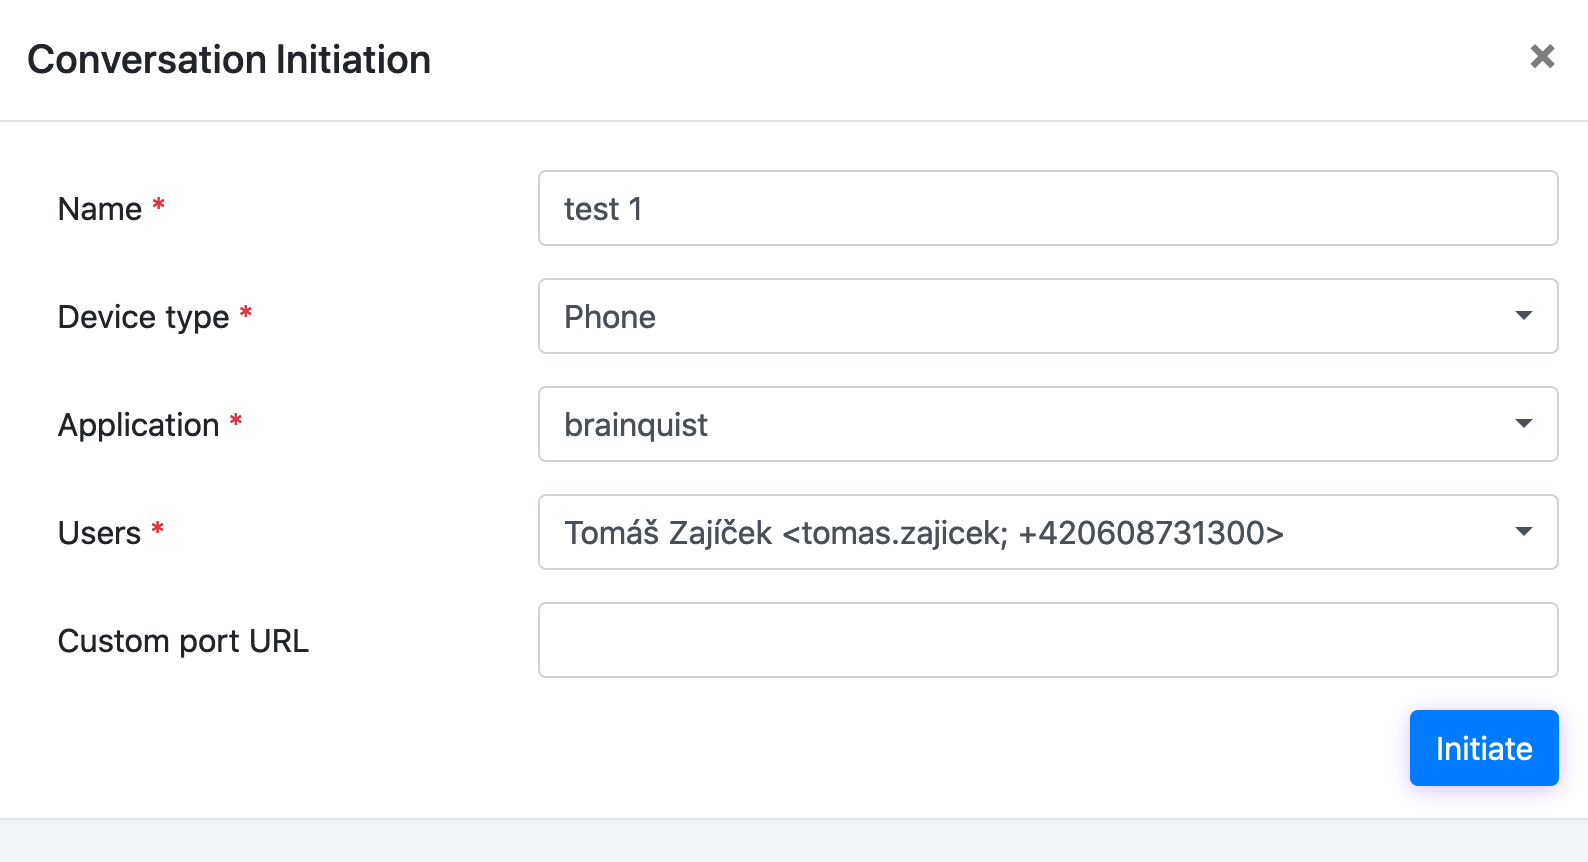 Conversation Initiation
Name *
test 1
Device type *
Phone
Application *
brainquist
Users *
Tomáš Zajíček <tomas.zajicek; +420608731300>
Custom port URL
Initiate